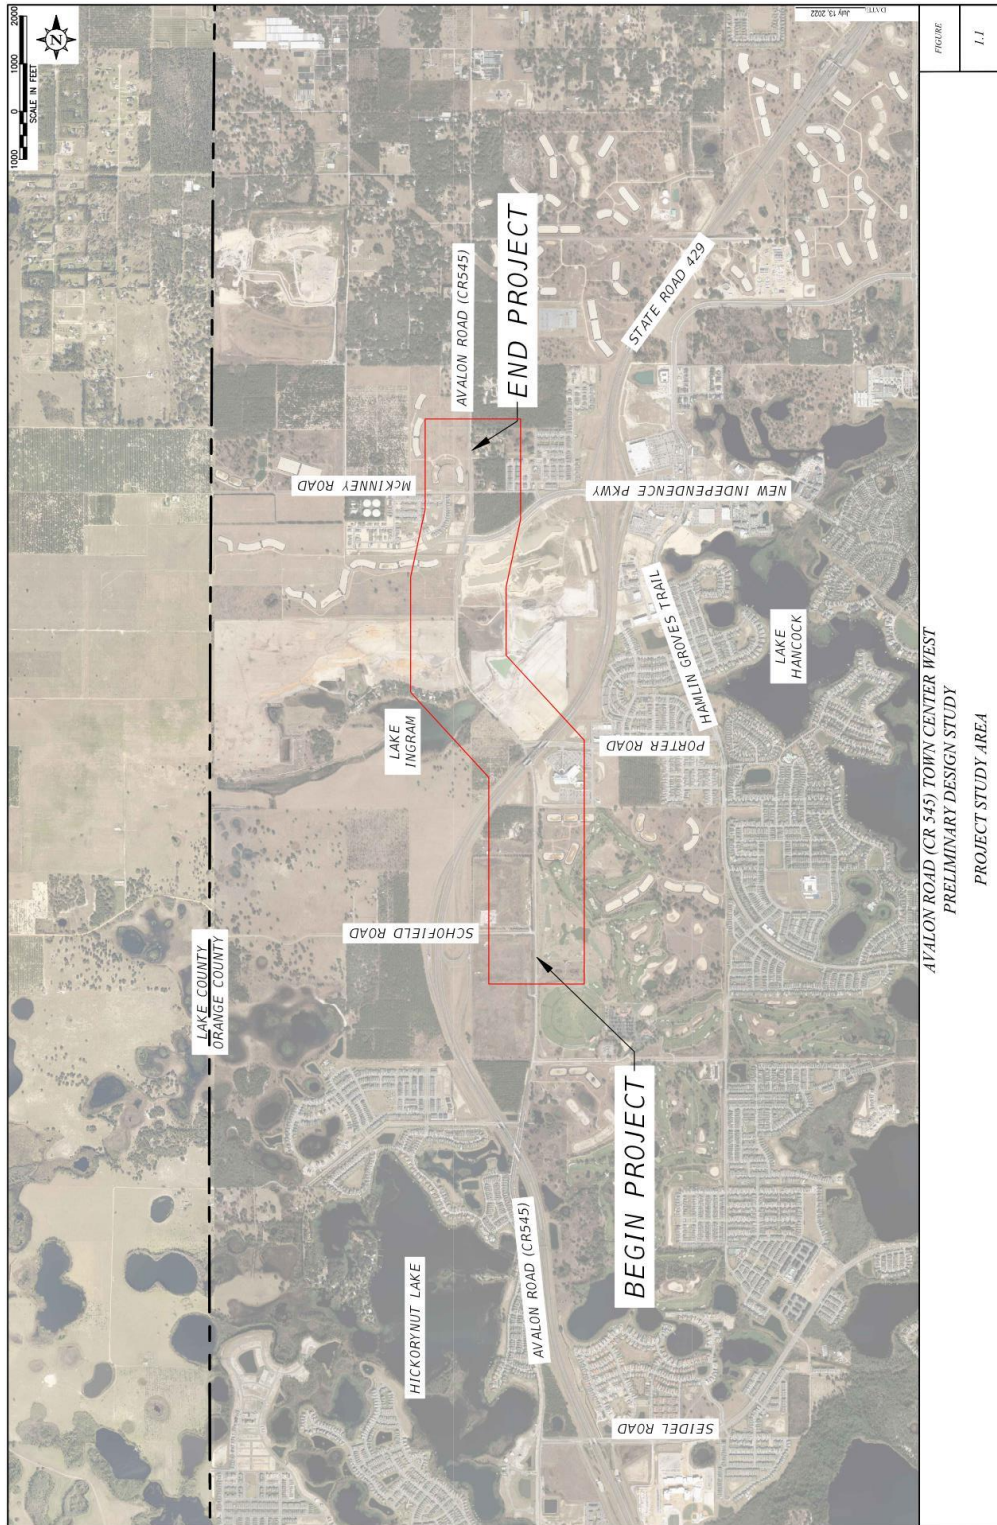 2000
1000
0
1000
SCALE IN FEET
N
DATE:
July 13, 2022
FIGURE
1.1
LAKE COUNTY
ORANGE COUNTY
McKINNEY ROAD
AVALON ROAD (CR545)
END PROJECT
STATE ROAD 429
NEW INDEPENDENCE PKWY
HAMLIN GROVES TRAIL
LAKE
HANCOCK
LAKE
INGRAM
PORTER ROAD
SCHOFIELD ROAD
BEGIN PROJECT
AVALON ROAD (CR545)
HICKORYNUT LAKE
SEIDEL ROAD
AVALON ROAD (CR 545) TOWN CENTER WEST
PRELIMINARY DESIGN STUDY
PROJECT STUDY AREA